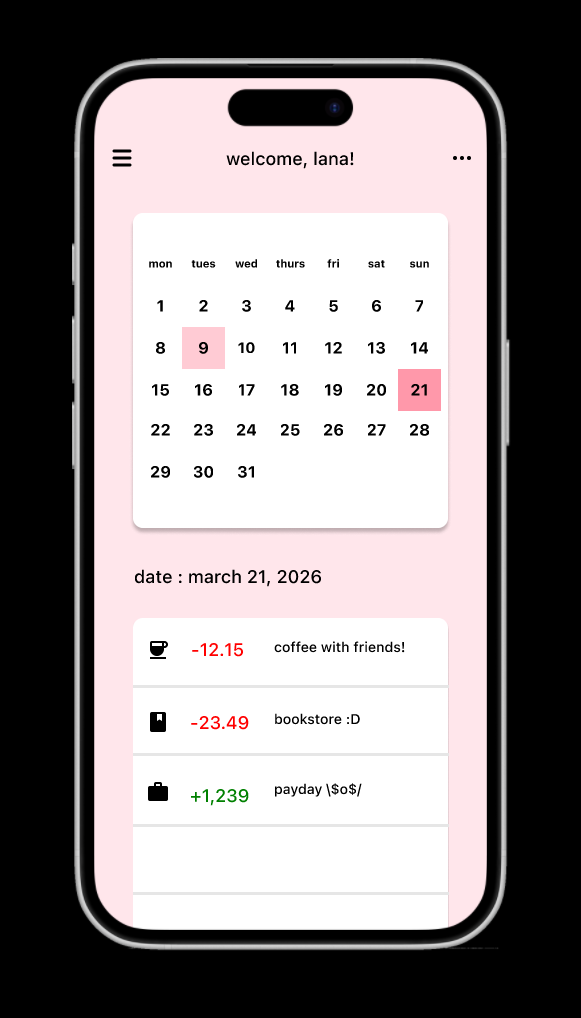 welcome, lana!
mon tues wed thurs fri sat sun
1 2 3 4 5 6 7
8 9 10 11 12 13 14
15 16 17 18 19 20 21
22 23 24 25 26 27 28
29 30 31
date : march 21, 2026
-12.15 coffee with friends!
-23.49 bookstore :D
+1,239 payday \$o$/